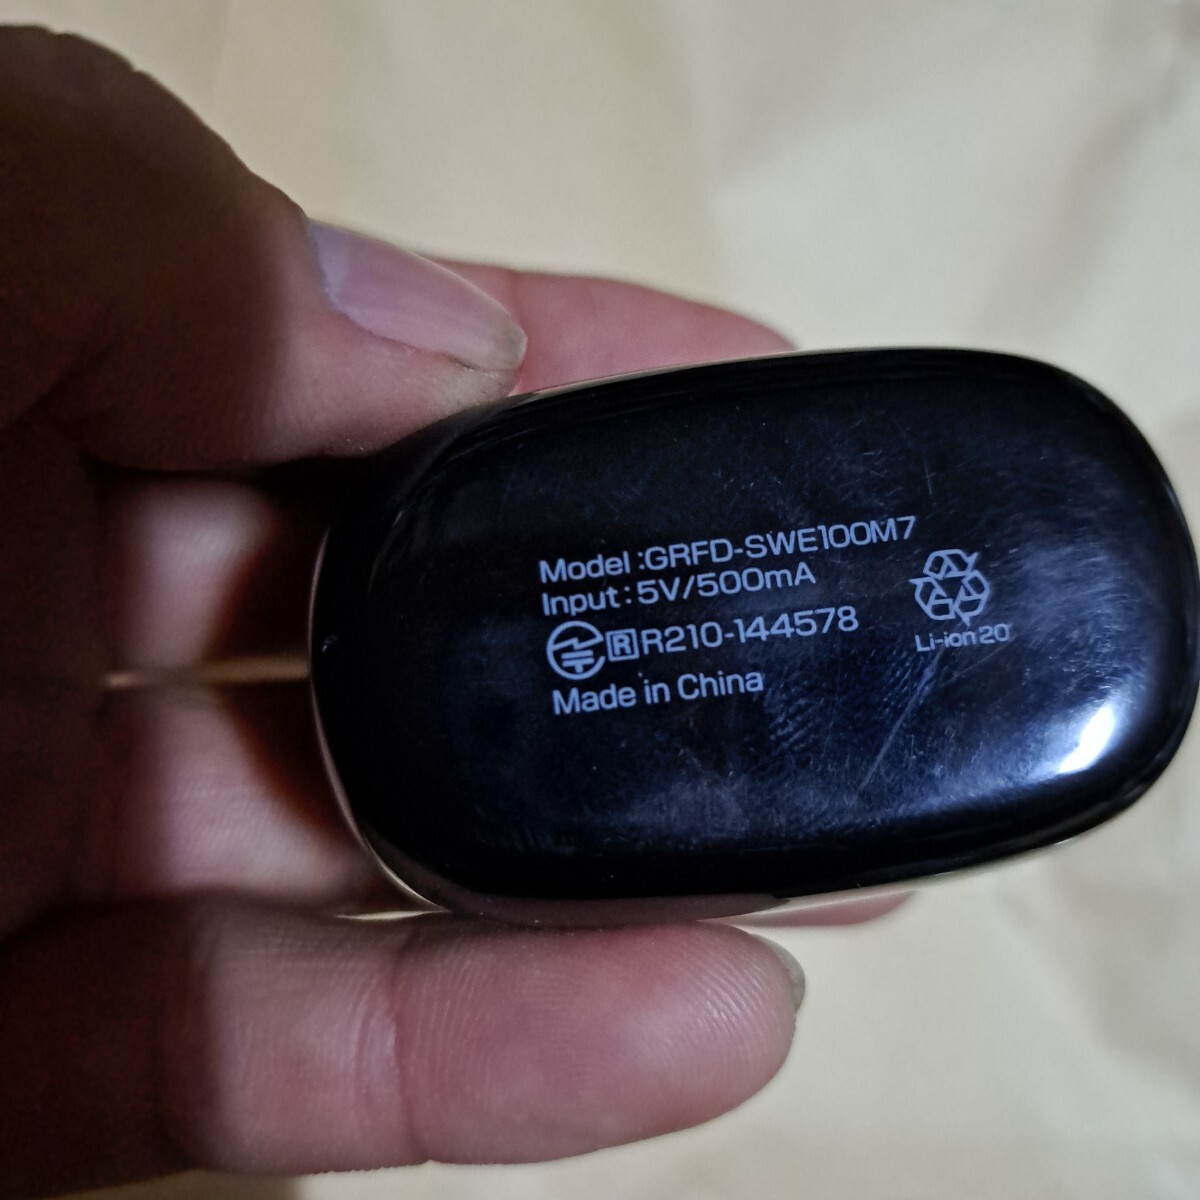 Model :GRFD-SWE100M7
Input : 5V/500mA
R R210-144578
Made in China
Li-ion 20